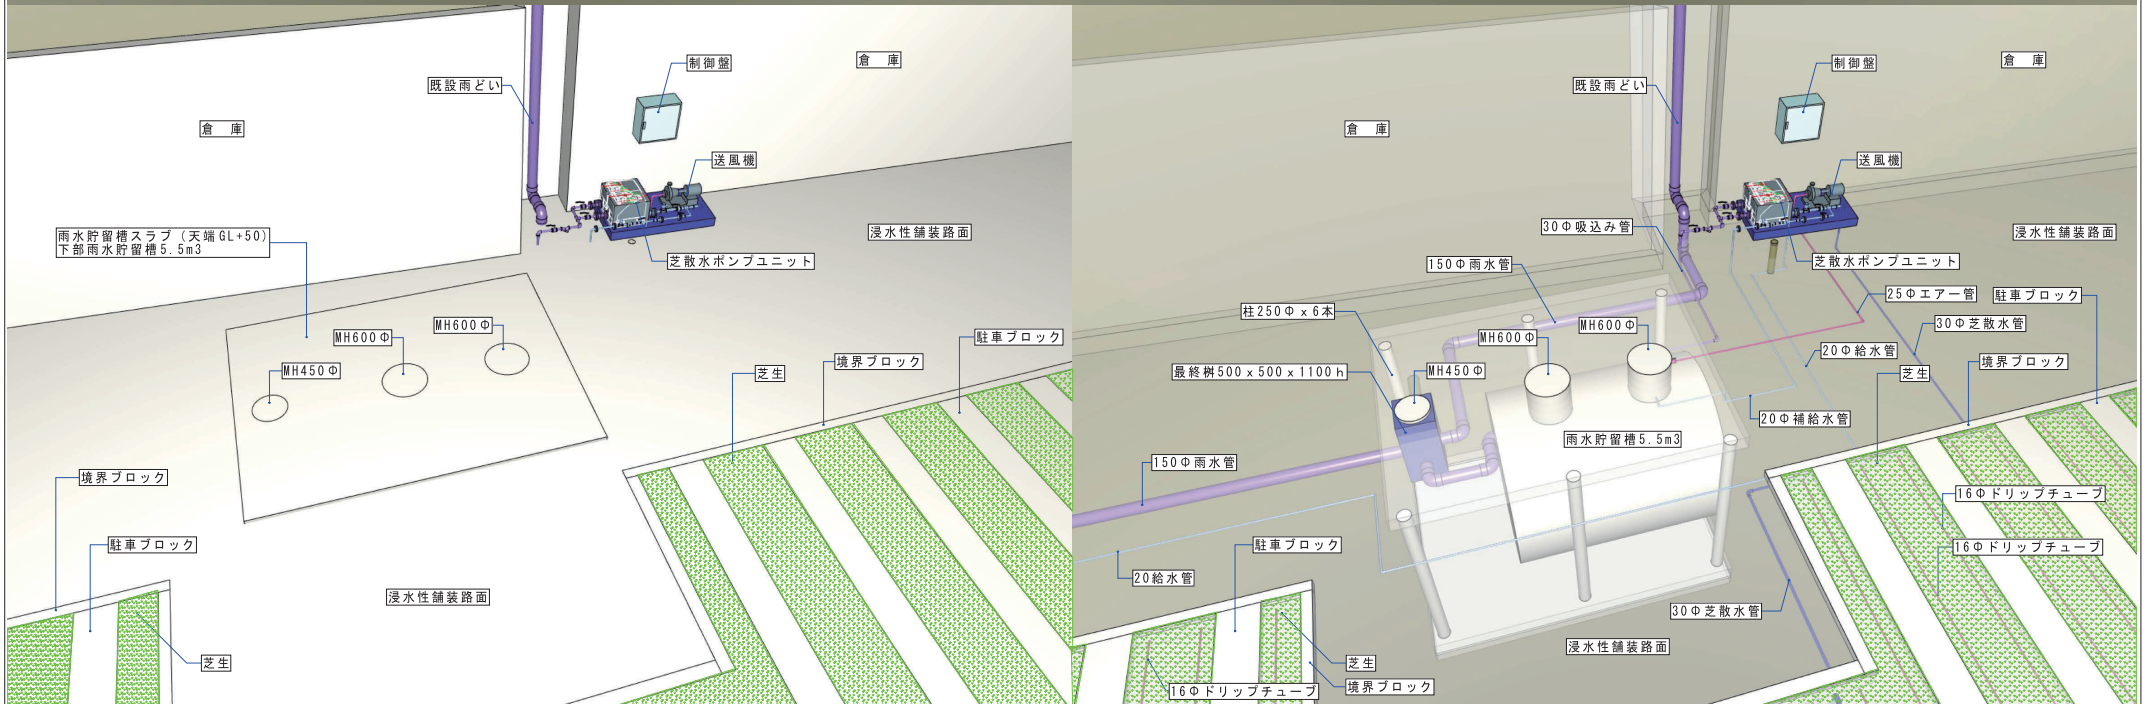 制御盤
倉　庫
既設雨どい
倉　庫
送風機
雨水貯留槽スラブ (天端GL+50)
下部雨水貯留槽5.5m3
浸水性舗装路面
芝散水ポンプユニット
MH600Φ
MH600Φ
MH450Φ
駐車ブロック
境界ブロック
芝生
境界ブロック
駐車ブロック
浸水性舗装路面
芝生
制御盤
倉　庫
既設雨どい
倉　庫
送風機
30Φ吸込み管
浸水性舗装路面
芝散水ポンプユニット
150Φ雨水管
25Φエアー管
駐車ブロック
柱250Φx6本
MH600Φ
MH600Φ
30Φ芝散水管
20Φ給水管
境界ブロック
最終桝500x500x1100h
MH450Φ
芝生
20Φ補給水管
雨水貯留槽5.5m3
150Φ雨水管
16Φドリップチューブ
駐車ブロック
16Φドリップチューブ
20給水管
30Φ芝散水管
浸水性舗装路面
芝生
16Φドリップチューブ
境界ブロック